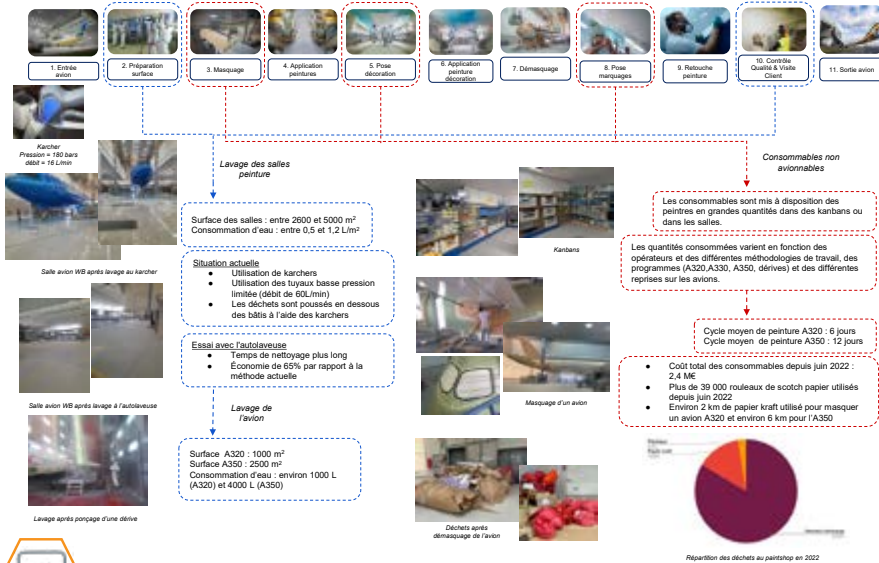 1. Entrée
avion
2. Préparation
surface
3. Masquage
4. Application
peintures
5. Pose
décoration
6. Application
peinture
décoration
7. Démasquage
8. Pose
marquages
9. Retouche
peinture
10. Contrôle
Qualité & Visite
Client
11. Sortie avion
Karcher
Pression = 180 bars
débit = 16 L/min
Lavage des salles
peinture
Surface des salles : entre 2600 et 5000 m²
Consommation d'eau : entre 0,5 et 1,2 L/m²
Salle avion WB après lavage au karcher
Situation actuelle
● Utilisation de karchers
● Utilisation des tuyaux basse pression
limitée (débit de 60L/min)
● Les déchets sont poussés en dessous
des bâtis à l'aide des karchers
Essai avec l'autolaveuse
● Temps de nettoyage plus long
● Économie de 65% par rapport à la
méthode actuelle
Salle avion WB après lavage à l'autolaveuse
Lavage de
l'avion
Surface A320 : 1000 m²
Surface A350 : 2500 m²
Consommation d'eau : environ 1000 L
(A320) et 4000 L (A350)
Lavage après ponçage d'une dérive
Consommables non
avionnables
Les consommables sont mis à disposition des
peintres en grandes quantités dans des kanbans ou
dans les salles.
Kanbans
Les quantités consommées varient en fonction des
opérateurs et des différentes méthodologies de travail, des
programmes (A320,A330, A350, dérives) et des différentes
reprises sur les avions.
Cycle moyen de peinture A320 : 6 jours
Cycle moyen de peinture A350 : 12 jours
● Coût total des consommables depuis juin 2022 :
2,4 M€
● Plus de 39 000 rouleaux de scotch papier utilisés
depuis juin 2022
● Environ 2 km de papier kraft utilisé pour masquer
un avion A320 et environ 6 km pour l'A350
Masquage d'un avion
Déchets après
démasquage de l'avion
Répartition des déchets au paintshop en 2022